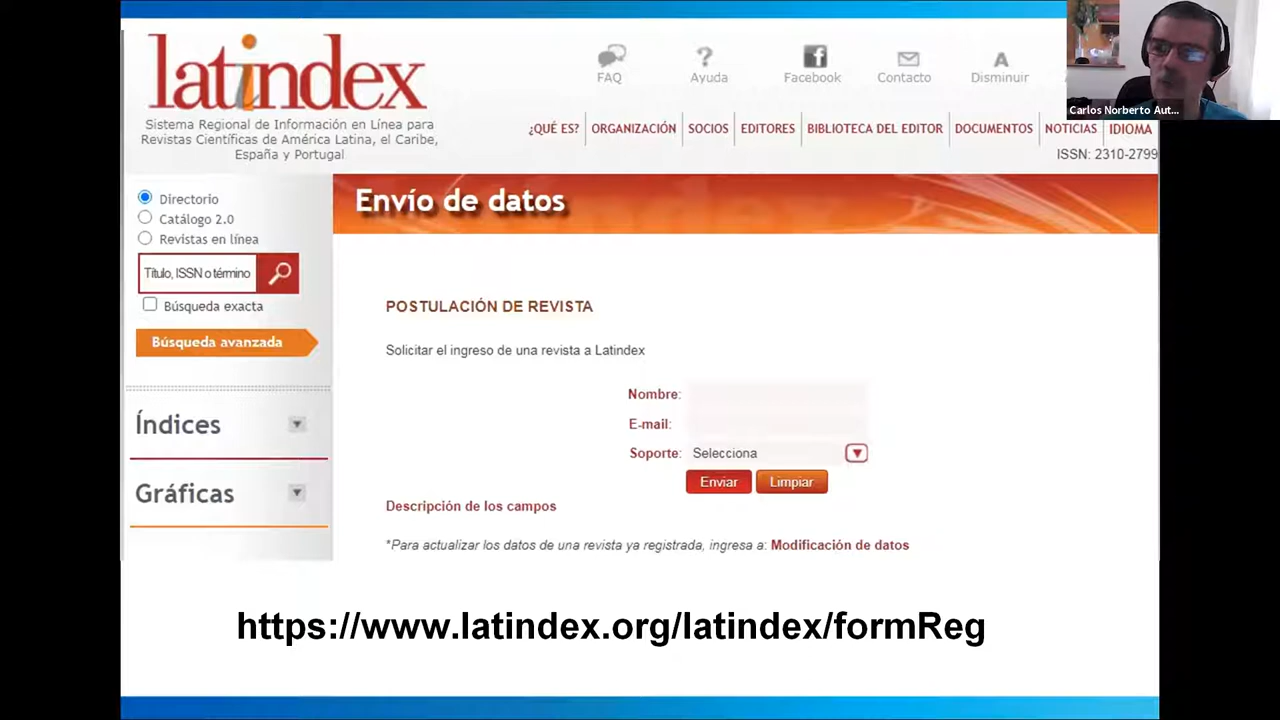 latindex
Sistema Regional de Información en Línea para
Revistas Científicas de América Latina, el Caribe,
España y Portugal
FAQ
Ayuda
Facebook
Contacto
A
Disminuir
Carlos Norberto Aut...
¿QUÉ ES? ORGANIZACIÓN SOCIOS EDITORES BIBLIOTECA DEL EDITOR DOCUMENTOS NOTICIAS IDIOMA
ISSN: 2310-2799
Directorio
Catálogo 2.0
Revistas en línea
Título, ISSN o término
Búsqueda exacta
Búsqueda avanzada
Índices
Gráficas
Envío de datos
POSTULACIÓN DE REVISTA
Solicitar el ingreso de una revista a Latindex
Nombre:
E-mail:
Soporte: Selecciona
Enviar Limpiar
Descripción de los campos
*Para actualizar los datos de una revista ya registrada, ingresa a: Modificación de datos
https://www.latindex.org/latindex/formReg